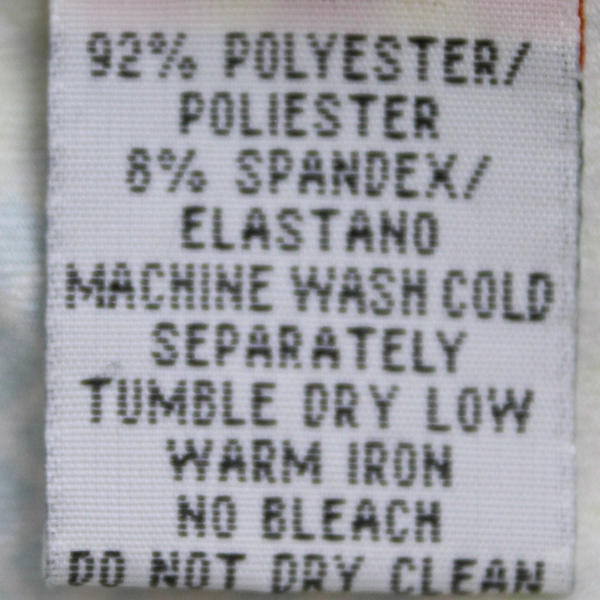 92% POLYESTER/
POLIESTER
8% SPANDEX/
ELASTANO
MACHINE WASH COLD
SEPARATELY
TUMBLE DRY LOW
WARM IRON
NO BLEACH
DO NOT DRY CLEAN